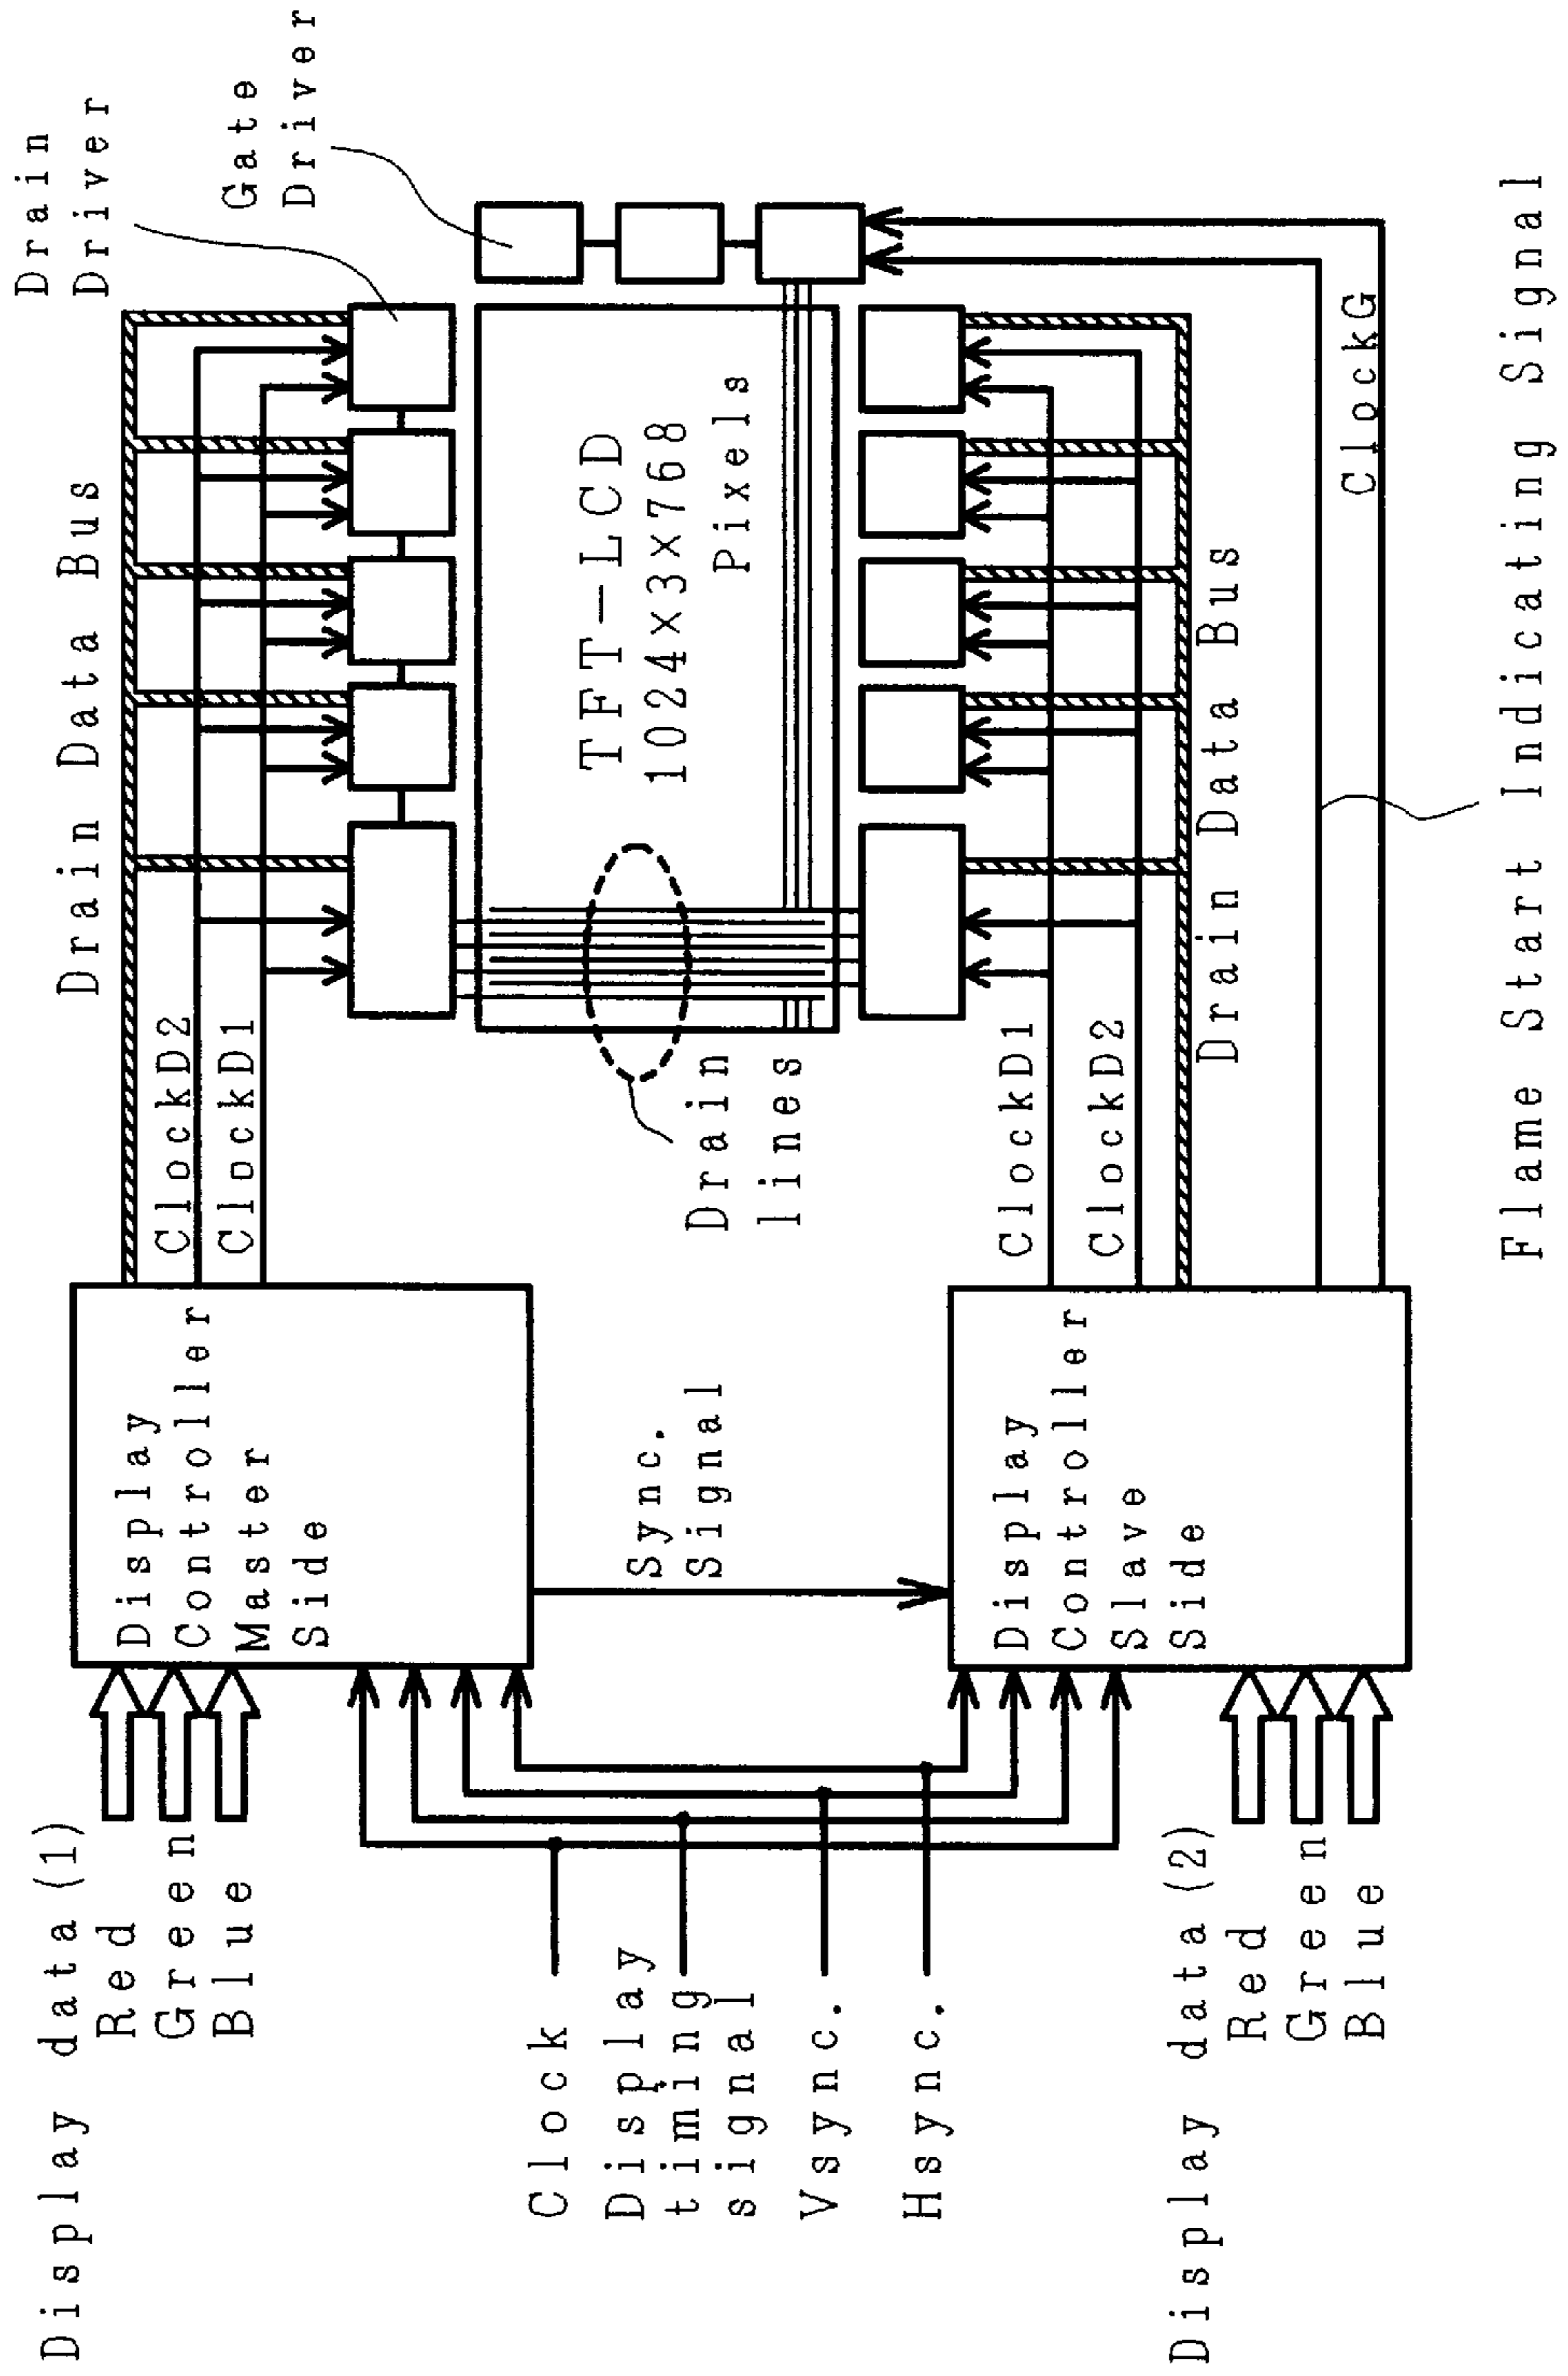 Display data (1)
Red
Green
Blue
Display
Controller
Master
Side
ClockD2
ClockD1
Drain Data Bus
Drain
Driver
Gate
Driver
Clock
Display
timing
signal
Vsync.
Hsync.
Sync.
Signal
Drain
lines
TFT-LCD
1024×3×768
Pixels
Display data (2)
Red
Green
Blue
Display
Controller
Slave
Side
ClockD1
ClockD2
Drain Data Bus
ClockG
Flame Start Indicating Signal